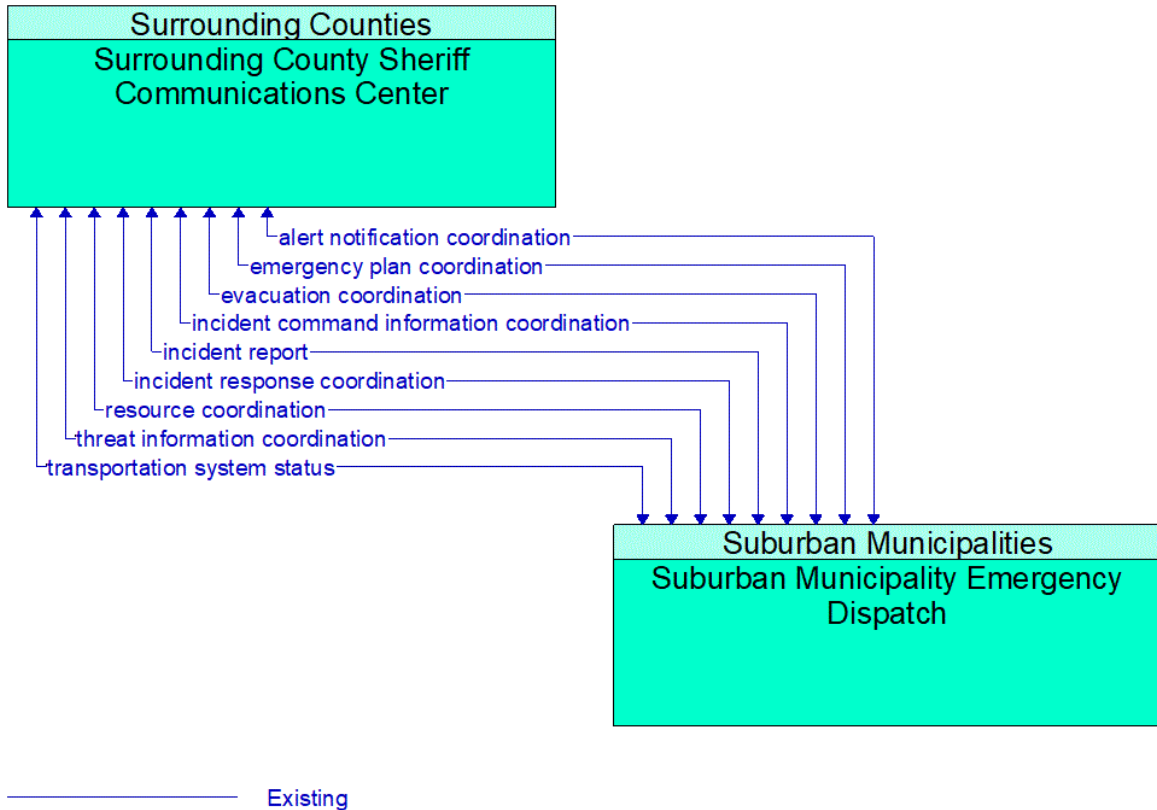 Surrounding Counties
Surrounding County Sheriff
Communications Center
alert notification coordination
emergency plan coordination
evacuation coordination
incident command information coordination
incident report
incident response coordination
resource coordination
threat information coordination
transportation system status
Suburban Municipalities
Suburban Municipality Emergency
Dispatch
Existing